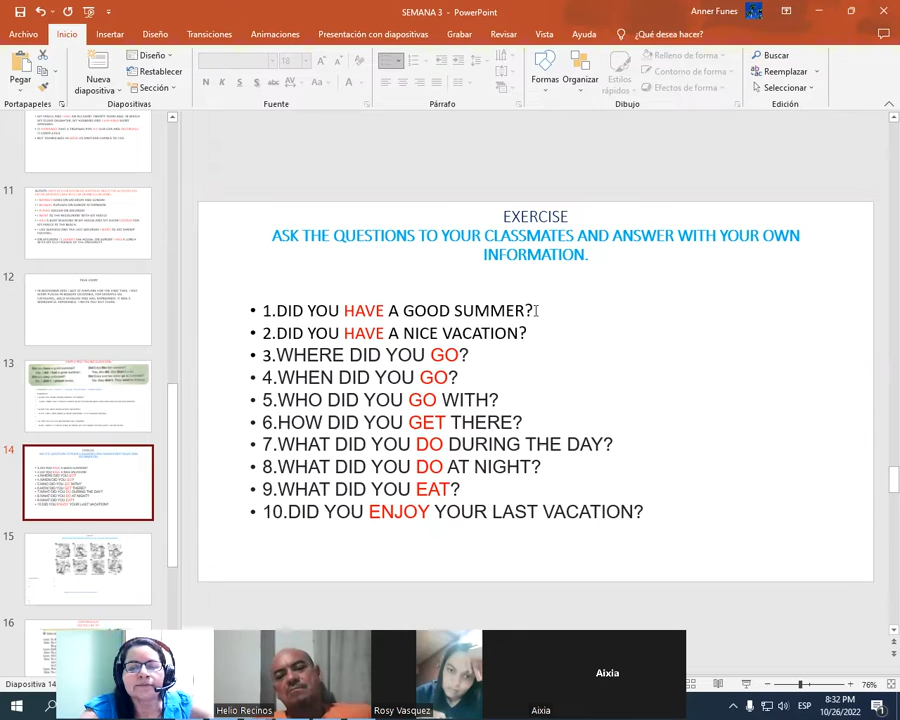 SEMANA 3 - PowerPoint
Anner Funes
Archivo Inicio Insertar Diseño Transiciones Animaciones Presentación con diapositivas Grabar Revisar Vista Ayuda ¿Qué desea hacer?
Pegar
Nueva diapositiva
Diseño
Restablecer
Sección
18
N K S
Aa A
Formas
Organizar
Estilos rápidos
Relleno de forma
Contorno de forma
Efectos de forma
Buscar
Reemplazar
Seleccionar
Portapapeles Diapositivas Fuente Párrafo Dibujo Edición
11
12
13
14
15
16
EXERCISE
ASK THE QUESTIONS TO YOUR CLASSMATES AND ANSWER WITH YOUR OWN
INFORMATION.
• 1.DID YOU HAVE A GOOD SUMMER?
• 2.DID YOU HAVE A NICE VACATION?
• 3.WHERE DID YOU GO?
• 4.WHEN DID YOU GO?
• 5.WHO DID YOU GO WITH?
• 6.HOW DID YOU GET THERE?
• 7.WHAT DID YOU DO DURING THE DAY?
• 8.WHAT DID YOU DO AT NIGHT?
• 9.WHAT DID YOU EAT?
• 10.DID YOU ENJOY YOUR LAST VACATION?
Aixia
Helio Recinos
Rosy Vasquez
Aixia
Diapositiva 14
76%
ESP
8:32 PM
10/26/2022